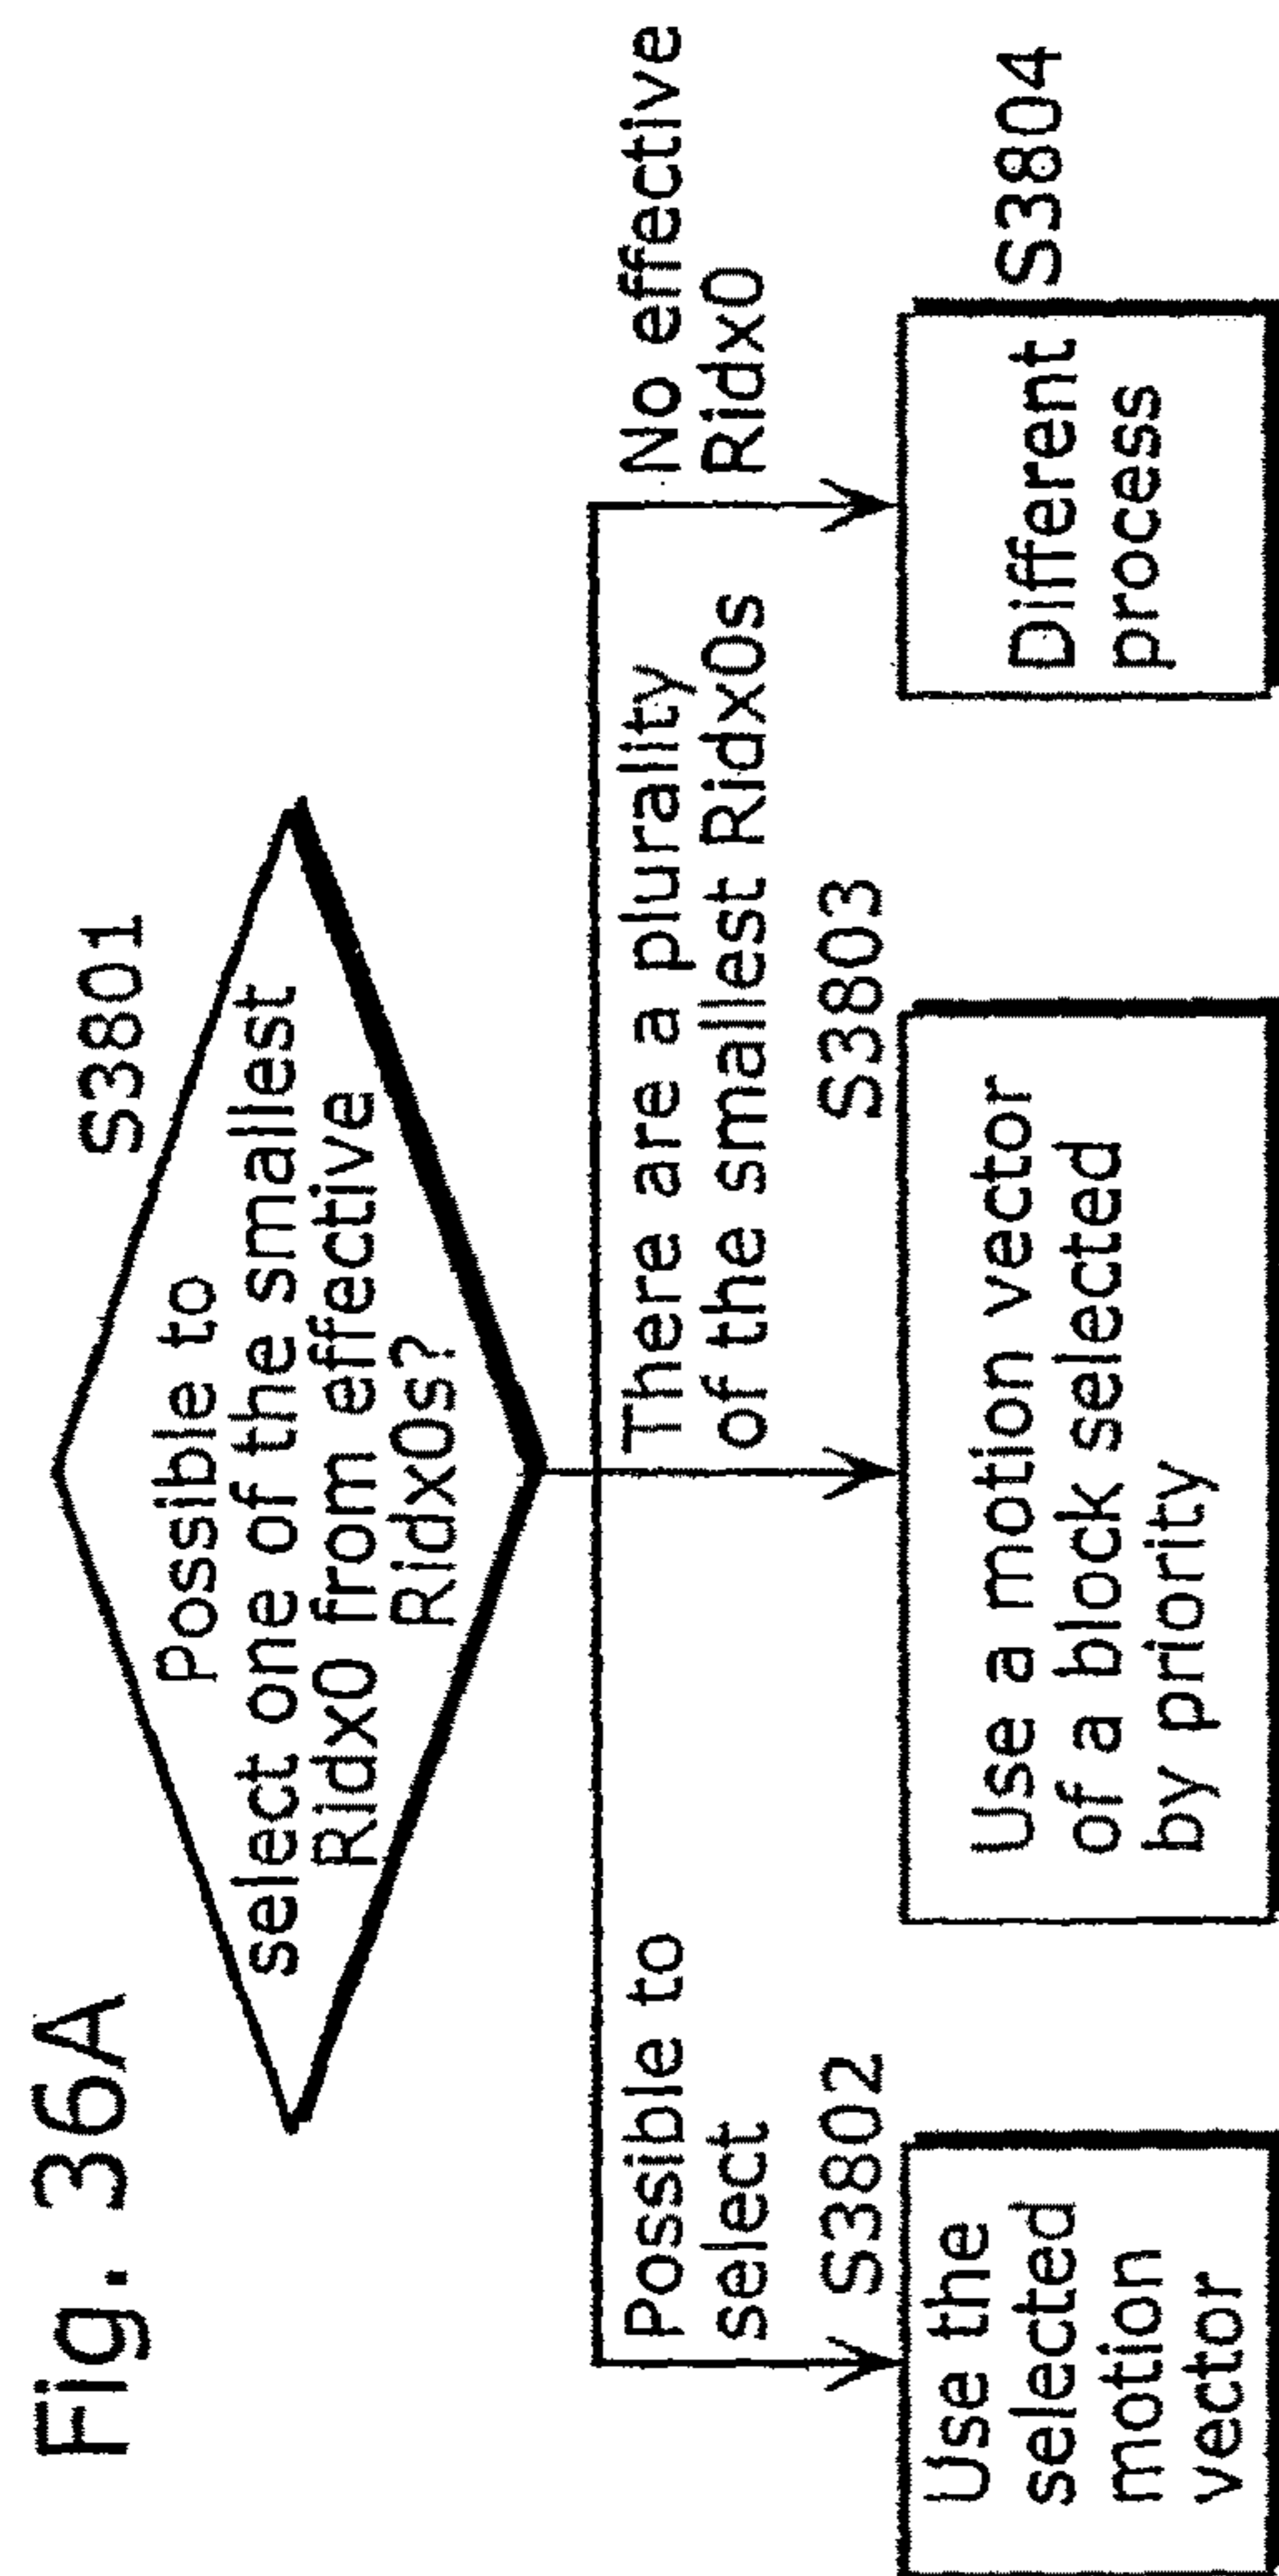 Fig. 36A
S3801
Possible to
select one of the smallest
Ridx0 from effective
Ridx0s?
Possible to
select
There are a plurality
of the smallest Ridx0s
No effective
Ridx0
S3802
Use the
selected
motion
vector
S3803
Use a motion vector
of a block selected
by priority
S3804
Different
process